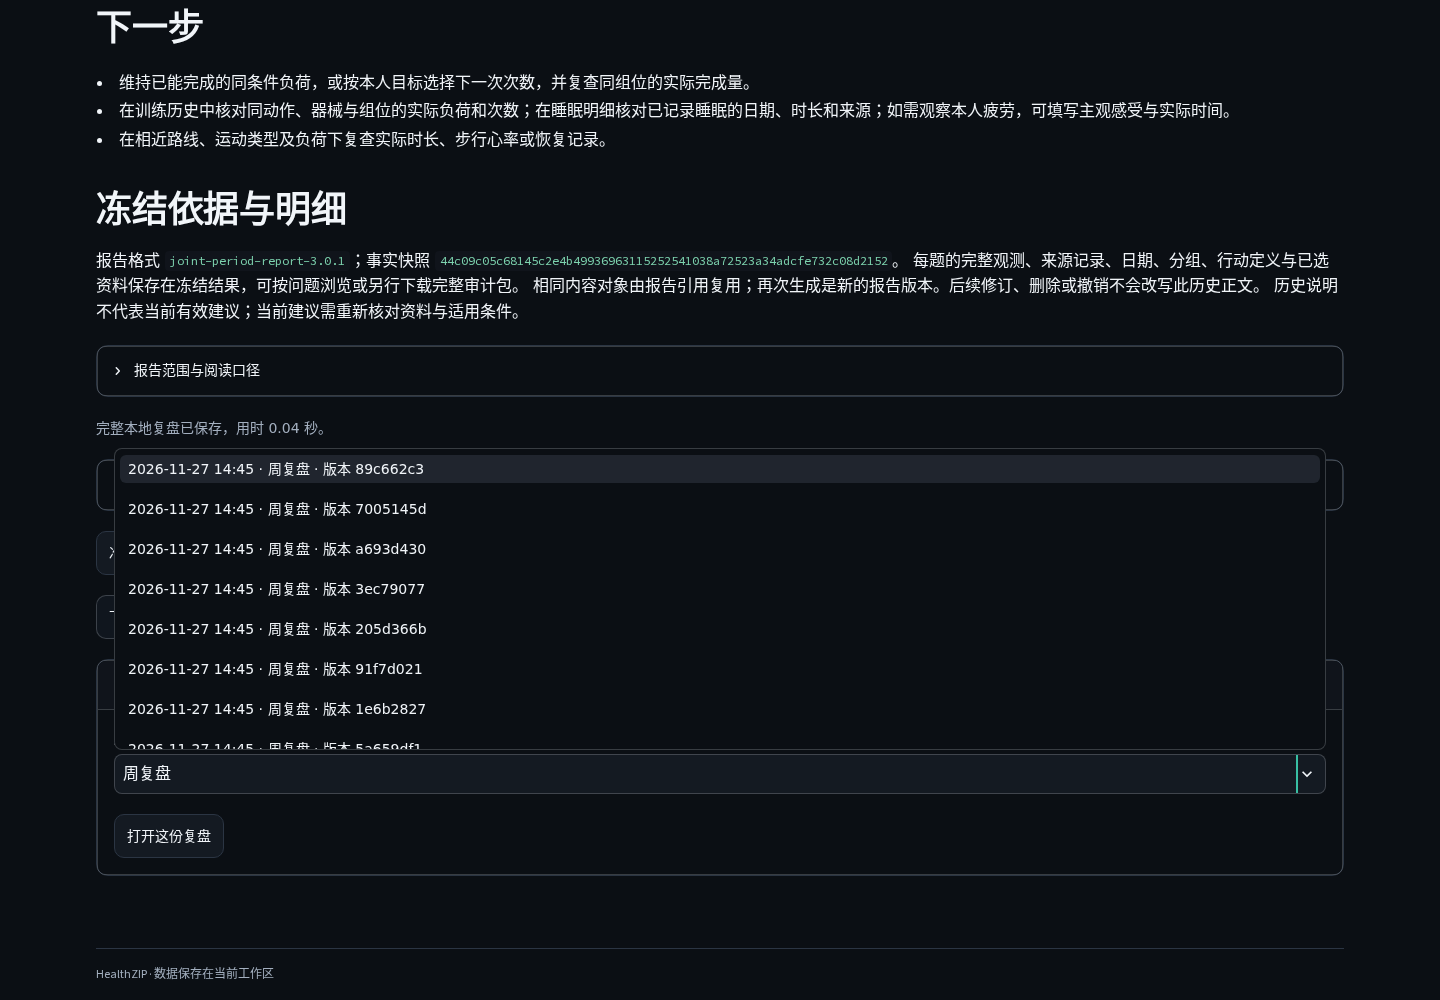 下一步
维持已能完成的同条件负荷，或按本人目标选择下一次次数，并复查同组位的实际完成量。
在训练历史中核对同动作、器械与组位的实际负荷和次数；在睡眠明细核对已记录睡眠的日期、时长和来源；如需观察本人疲劳，可填写主观感受与实际时间。
在相近路线、运动类型及负荷下复查实际时长、步行心率或恢复记录。
冻结依据与明细
报告格式 joint-period-report-3.0.1 ；事实快照 44c09c05c68145c2e4b49936963115252541038a72523a34adcfe732c08d2152 。 每题的完整观测、来源记录、日期、分组、行动定义与已选
资料保存在冻结结果，可按问题浏览或另行下载完整审计包。 相同内容对象由报告引用复用；再次生成是新的报告版本。后续修订、删除或撤销不会改写此历史正文。 历史说明
不代表当前有效建议；当前建议需重新核对资料与适用条件。
报告范围与阅读口径
完整本地复盘已保存，用时 0.04 秒。
2026-11-27 14:45 · 周复盘 · 版本 89c662c3
2026-11-27 14:45 · 周复盘 · 版本 7005145d
2026-11-27 14:45 · 周复盘 · 版本 a693d430
2026-11-27 14:45 · 周复盘 · 版本 3ec79077
2026-11-27 14:45 · 周复盘 · 版本 205d366b
2026-11-27 14:45 · 周复盘 · 版本 91f7d021
2026-11-27 14:45 · 周复盘 · 版本 1e6b2827
2026-11-27 14:45 · 周复盘 · 版本 5a659df1
周复盘
打开这份复盘
HealthZIP · 数据保存在当前工作区